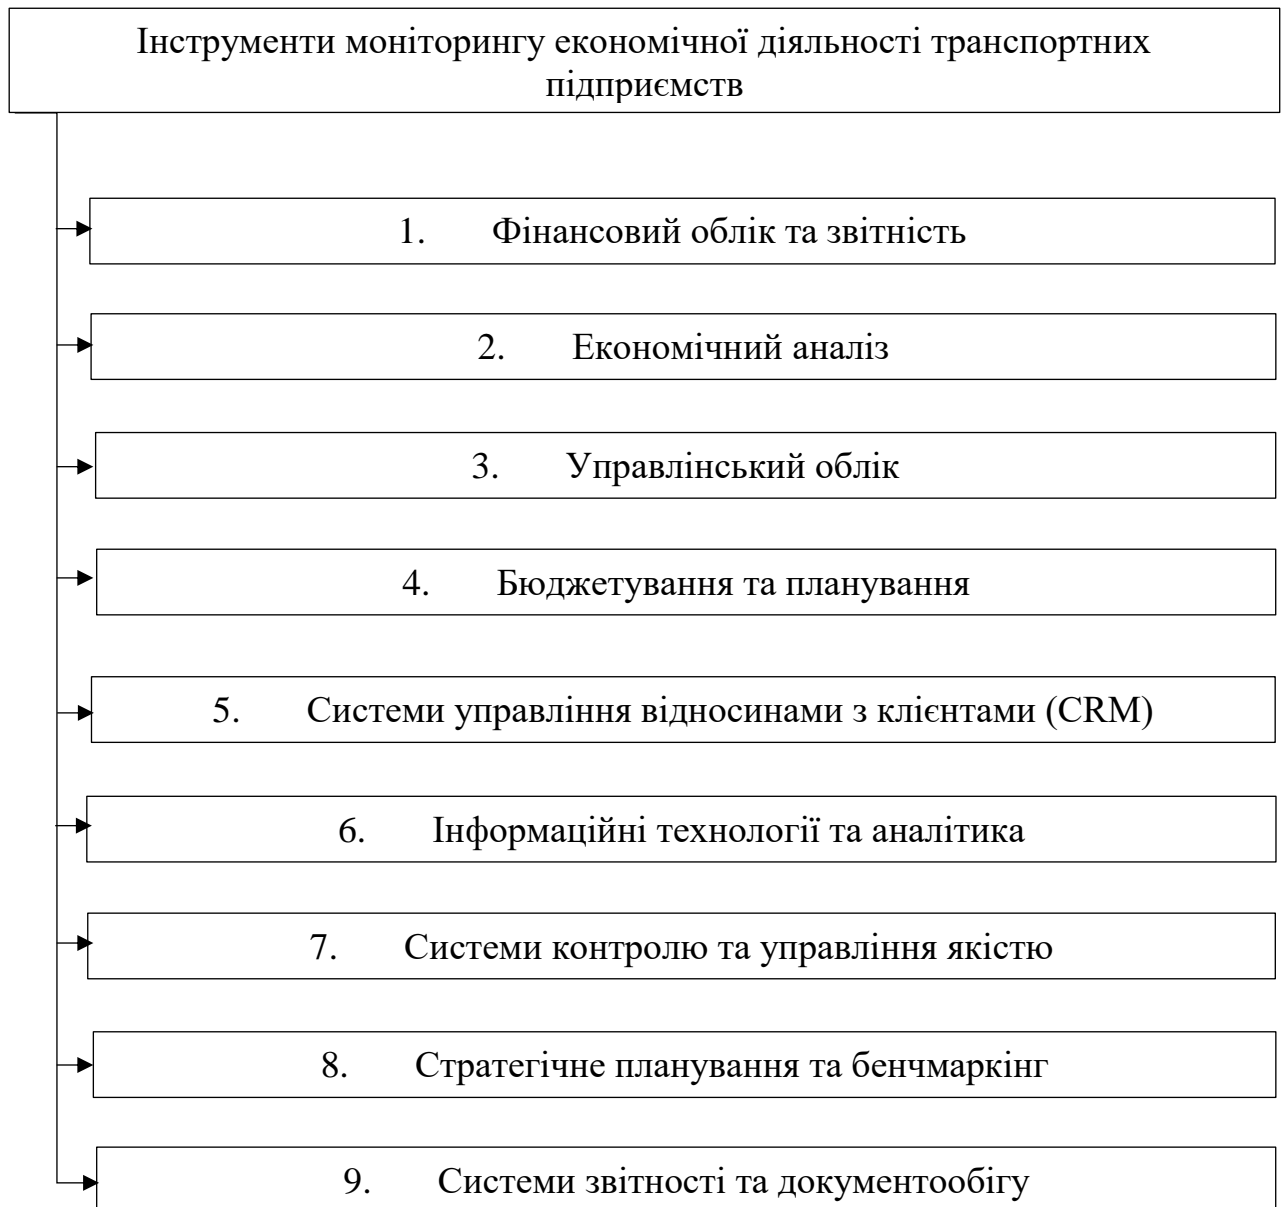 Інструменти моніторингу економічної діяльності транспортних
підприємств
1. Фінансовий облік та звітність
2. Економічний аналіз
3. Управлінський облік
4. Бюджетування та планування
5. Системи управління відносинами з клієнтами (CRM)
6. Інформаційні технології та аналітика
7. Системи контролю та управління якістю
8. Стратегічне планування та бенчмаркінг
9. Системи звітності та документообігу